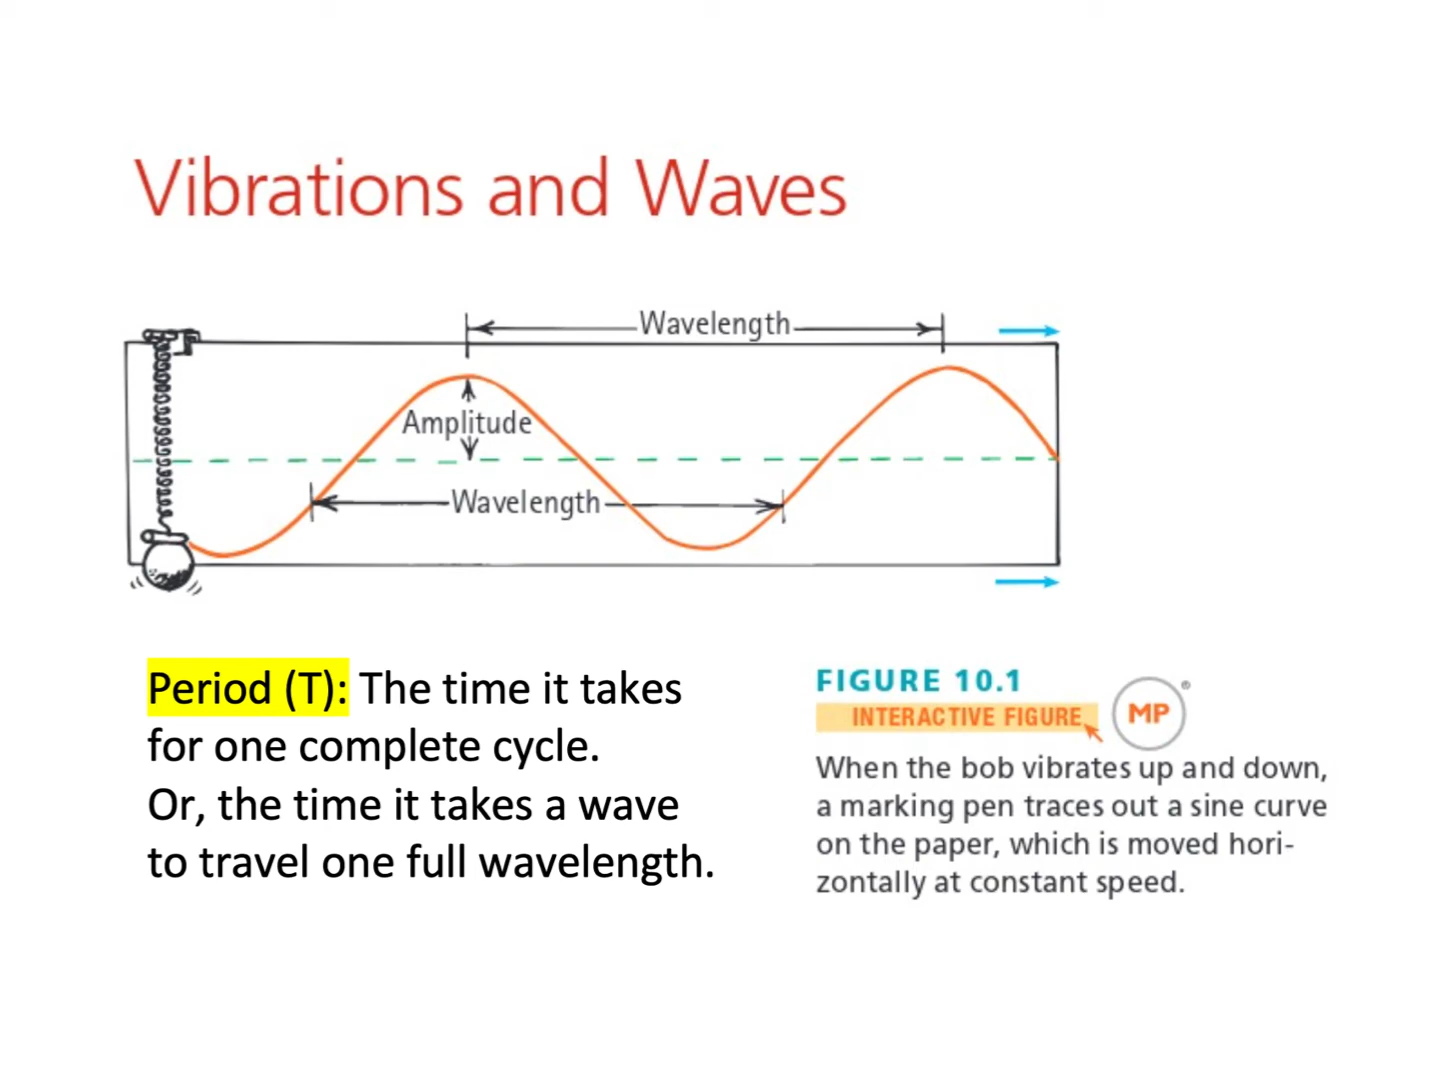 Vibrations and Waves
Wavelength
Amplitude
Wavelength
Period (T): The time it takes
for one complete cycle.
Or, the time it takes a wave
to travel one full wavelength.
FIGURE 10.1
INTERACTIVE FIGURE
MP®
When the bob vibrates up and down,
a marking pen traces out a sine curve
on the paper, which is moved hori-
zontally at constant speed.